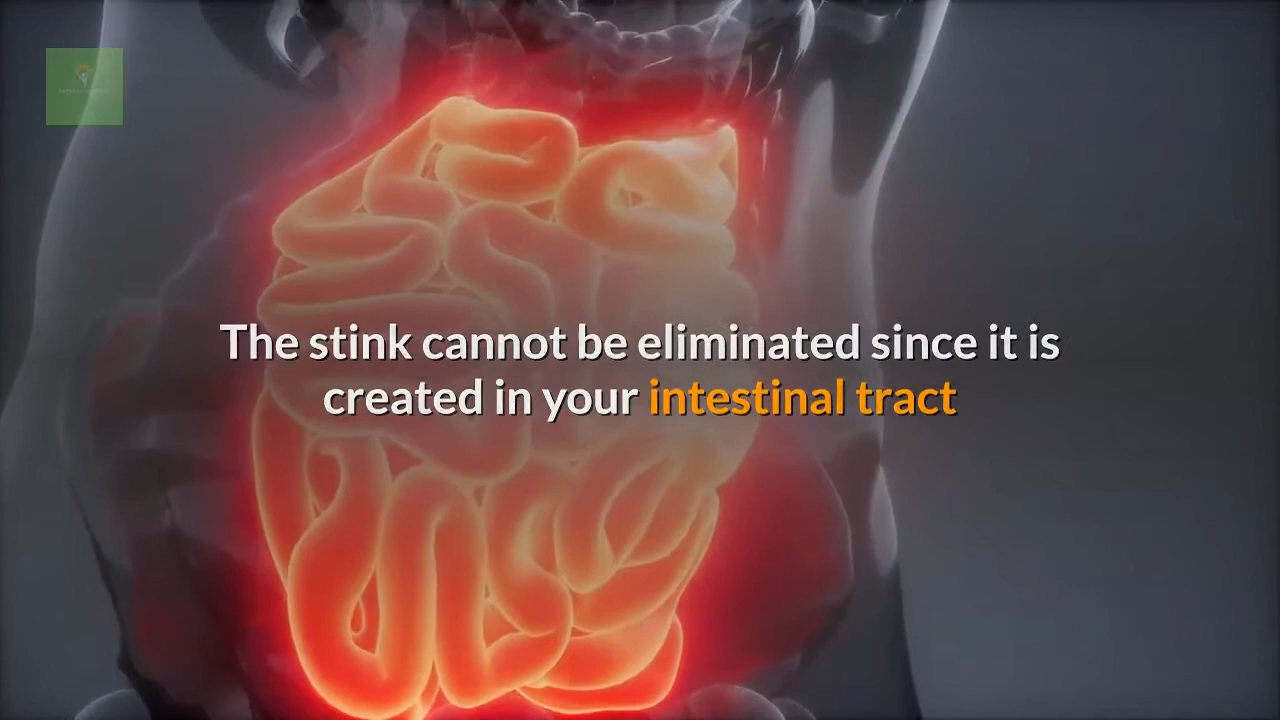 The stink cannot be eliminated since it is
created in your intestinal tract